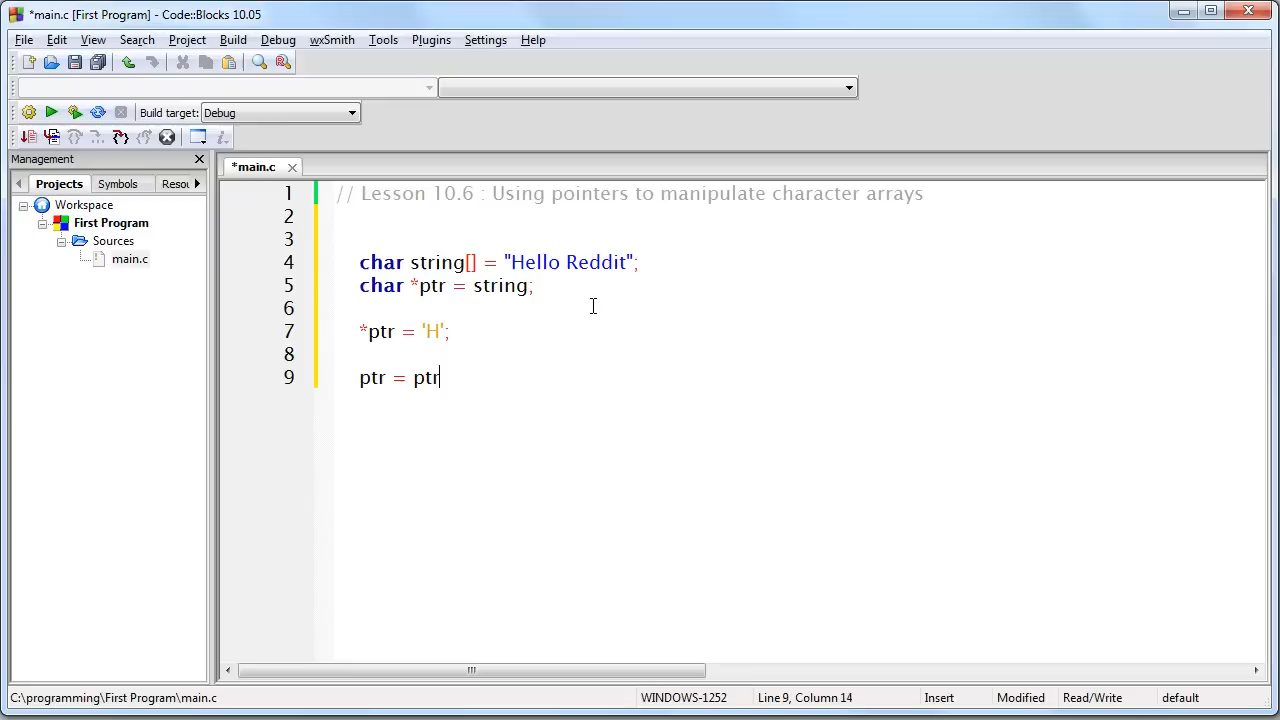 *main.c [First Program] - Code::Blocks 10.05
File Edit View Search Project Build Debug wxSmith Tools Plugins Settings Help
Build target: Debug
Management
Projects Symbols Resou
Workspace
First Program
Sources
main.c
*main.c
1 // Lesson 10.6 : Using pointers to manipulate character arrays
2
3
4 char string[] = "Hello Reddit";
5 char *ptr = string;
6
7 *ptr = 'H';
8
9 ptr = ptr
C:\programming\First Program\main.c WINDOWS-1252 Line 9, Column 14 Insert Modified Read/Write default